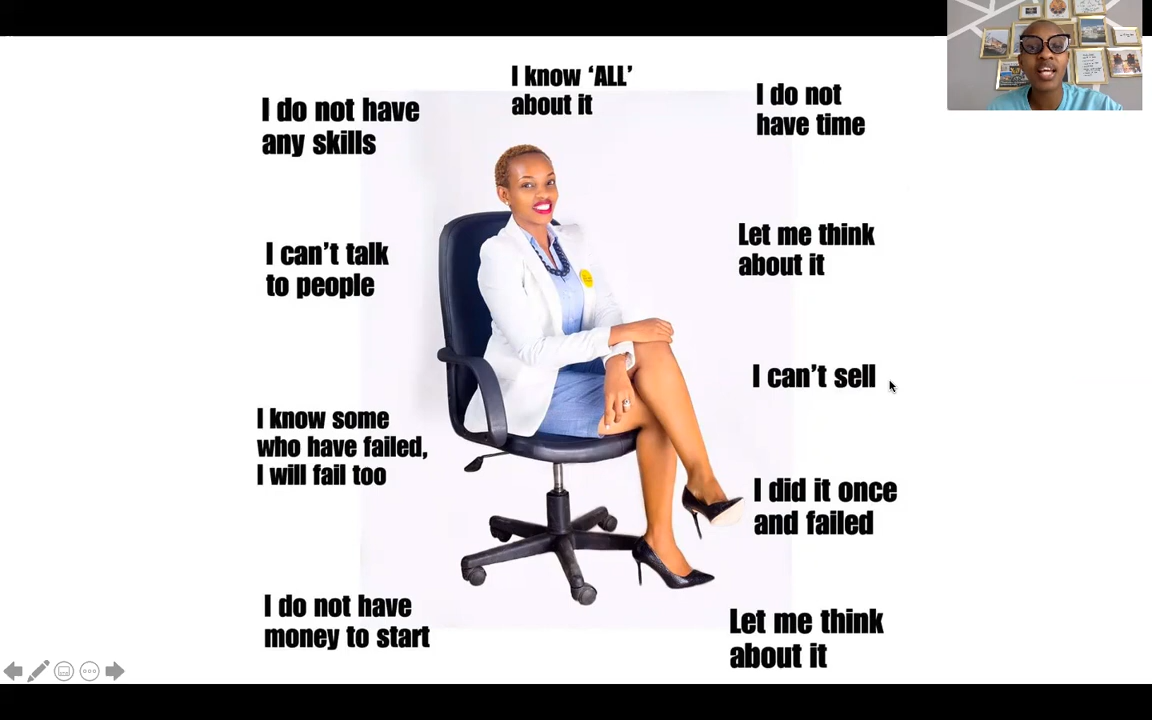 I know ‘ALL’
about it
I do not have
any skills
I do not
have time
I can’t talk
to people
Let me think
about it
I can’t sell
I know some
who have failed,
I will fail too
I did it once
and failed
I do not have
money to start
Let me think
about it